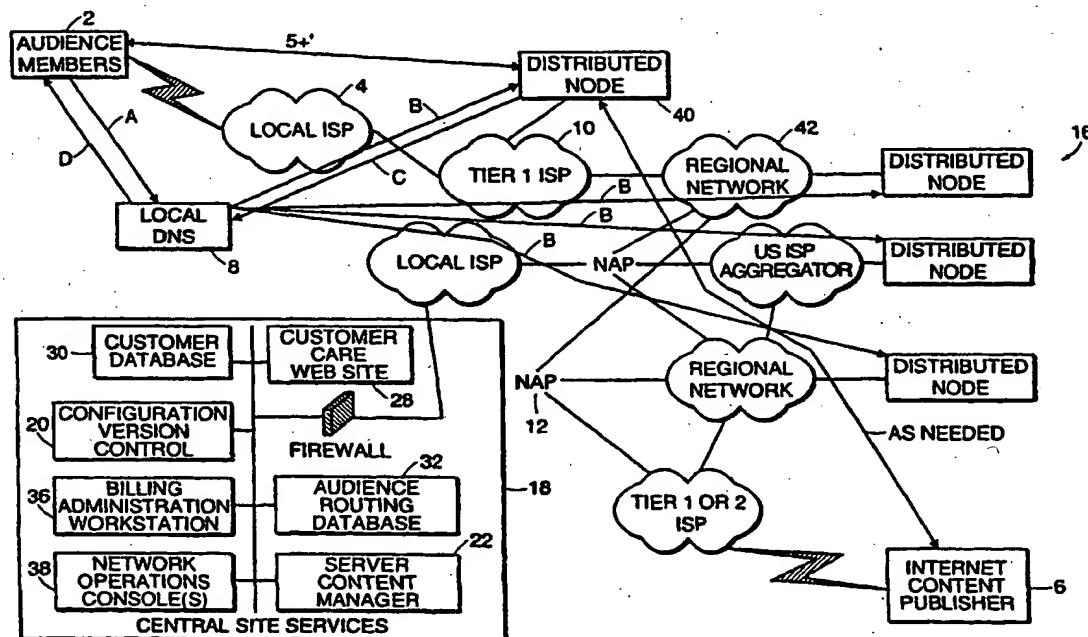 2
AUDIENCE
MEMBERS
5+'
DISTRIBUTED
NODE
40
4
LOCAL ISP
A
D
B
C
10
TIER 1 ISP
42
REGIONAL
NETWORK
16
DISTRIBUTED
NODE
B
B
B
LOCAL
DNS
8
LOCAL ISP
NAP
US ISP
AGGREGATOR
DISTRIBUTED
NODE
30
CUSTOMER
DATABASE
CUSTOMER
CARE
WEB SITE
28
NAP
12
REGIONAL
NETWORK
DISTRIBUTED
NODE
20
CONFIGURATION
VERSION
CONTROL
FIREWALL
AS NEEDED
36
BILLING
ADMINISTRATION
WORKSTATION
32
AUDIENCE
ROUTING
DATABASE
18
TIER 1 OR 2
ISP
38
NETWORK
OPERATIONS
CONSOLE(S)
22
SERVER
CONTENT
MANAGER
INTERNET
CONTENT
PUBLISHER
6
CENTRAL SITE SERVICES